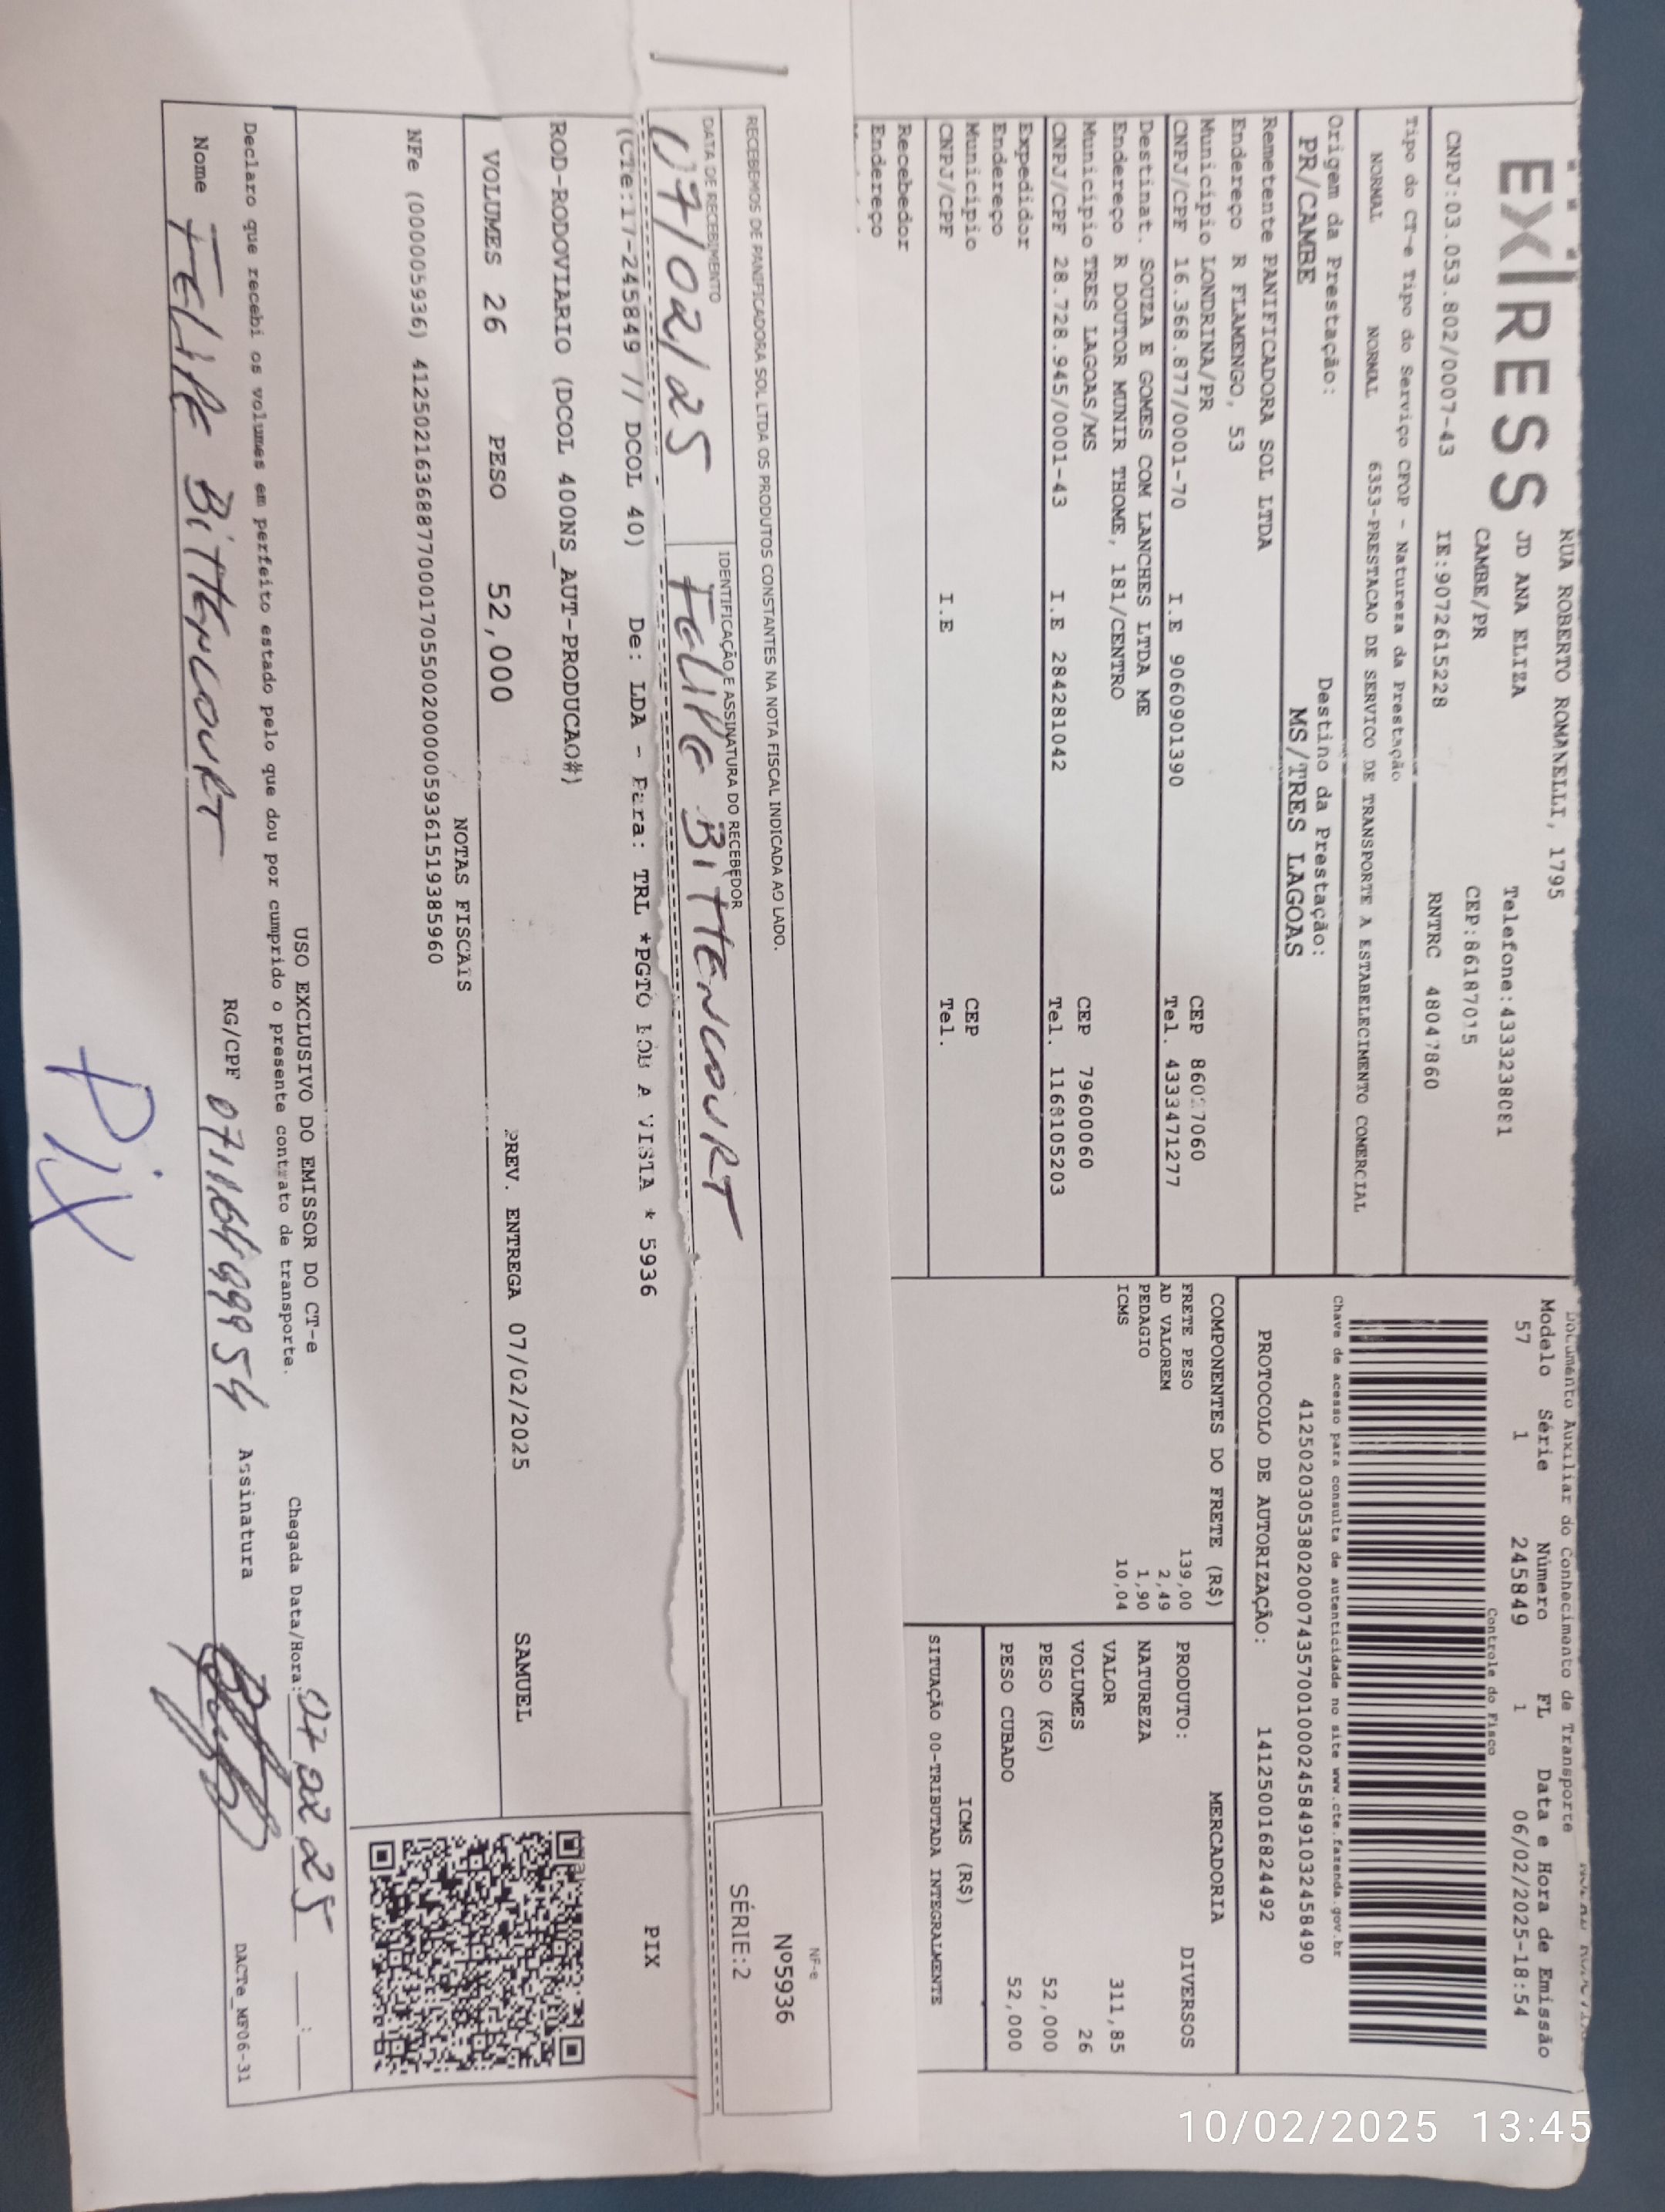 EXPRESS
RUA ROBERTO ROMANELLI, 1795
JD ANA ELIZA
CAMBE/PR
Telefone:4333238081
CEP:86187015
CNPJ:03.053.802/0007-43 IE:9072615228 RNTRC 48047860
Tipo do CT-e Tipo do Serviço CFOP - Natureza da Prestação
NORMAL NORMAL 6353-PRESTACAO DE SERVICO DE TRANSPORTE A ESTABELECIMENTO COMERCIAL
Origem da Prestação: Destino da Prestação:
PR/CAMBE MS/TRES LAGOAS
Remetente PANIFICADORA SOL LTDA
Endereço R FLAMENGO, 53
Município LONDRINA/PR CEP
CNPJ/CPF 16.368.877/0001-70 I.E 9060901390 Tel. 4333471277
Destinat. SOUZA E GOMES COM LANCHES LTDA ME
Endereço R DOUTOR MUNIR THOME, 181/CENTRO
Município TRES LAGOAS/MS CEP 79600060
CNPJ/CPF 28.728.945/0001-43 I.E 284281042 Tel. 1168105203
Expedidor
Endereço
Município CEP
CNPJ/CPF I.E Tel.
Recebedor
Endereço
Documento Auxiliar do Conhecimento de Transporte
Modelo Série Número FL Data e Hora de Emissão
57 1 245849 1 06/02/2025-18:54
Controle do Fisco
Chave de acesso para consulta de autenticidade no site www.cte.fazenda.gov.br
41250203053802000743570010002458491032458490
PROTOCOLO DE AUTORIZAÇÃO: 141250016824492
COMPONENTES DO FRETE (R$)
FRETE PESO 139,00
AD VALOREM 2,49
PEDAGIO 1,90
ICMS 10,04
MERCADORIA
PRODUTO: DIVERSOS
NATUREZA
VALOR 311,85
VOLUMES 26
PESO (KG) 52,000
PESO CUBADO 52,000
ICMS (R$)
SITUAÇÃO 00-TRIBUTADA INTEGRALMENTE
RECEBEMOS DE PANIFICADORA SOL LTDA OS PRODUTOS CONSTANTES NA NOTA FISCAL INDICADA AO LADO.
DATA DE RECEBIMENTO IDENTIFICAÇÃO E ASSINATURA DO RECEBEDOR
07/02/25 Felipe Bittencourt
NF-e
Nº5936
SÉRIE:2
(CTe:17-245849 // DCOL 40) De: LDA - Para: TRL *PGTO FOB A VISTA * 5936
PIX
ROD-RODOVIARIO (DCOL 400NS_AUT-PRODUCAO#)
VOLUMES 26 PESO 52,000 PREV. ENTREGA 07/02/2025 SAMUEL
NOTAS FISCAIS
NFe (000005936) 41250216368877000170550020000059361519385960
USO EXCLUSIVO DO EMISSOR DO CT-e
Declaro que recebi os volumes em perfeito estado pelo que dou por cumprido o presente contrato de transporte.
Chegada Data/Hora: 07 02 25 __:__
Nome Felipe Bittencourt RG/CPF Assinatura
DACTe_MF06-31
Pix
10/02/2025 13:45